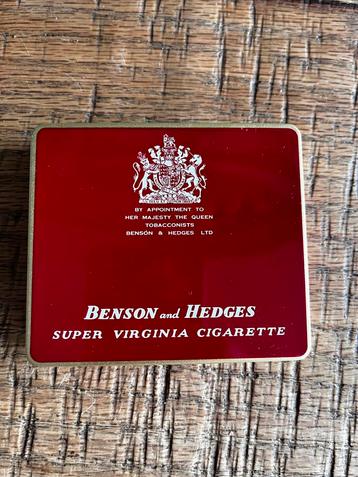 BY APPOINTMENT TO
HER MAJESTY THE QUEEN
TOBACCONISTS
BENSON & HEDGES LTD
BENSON and HEDGES
SUPER VIRGINIA CIGARETTE